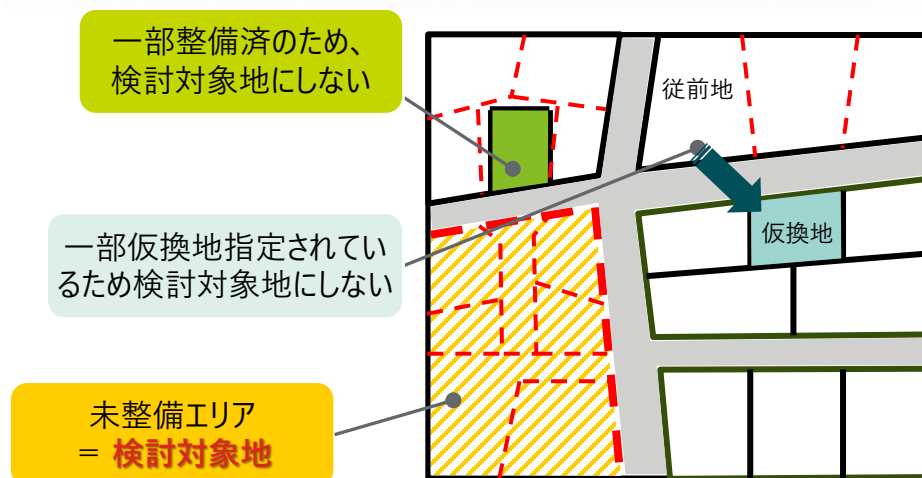 一部整備済のため、
検討対象地にしない
従前地
仮換地
一部仮換地指定されてい
るため検討対象地にしない
未整備エリア
= 検討対象地